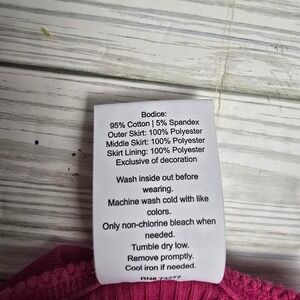 Bodice:
95% Cotton | 5% Spandex
Outer Skirt: 100% Polyester
Middle Skirt: 100% Polyester
Skirt Lining: 100% Polyester
Exclusive of decoration
Wash inside out before
wearing.
Machine wash cold with like
colors.
Only non-chlorine bleach when
needed.
Tumble dry low.
Remove promptly.
Cool iron if needed.